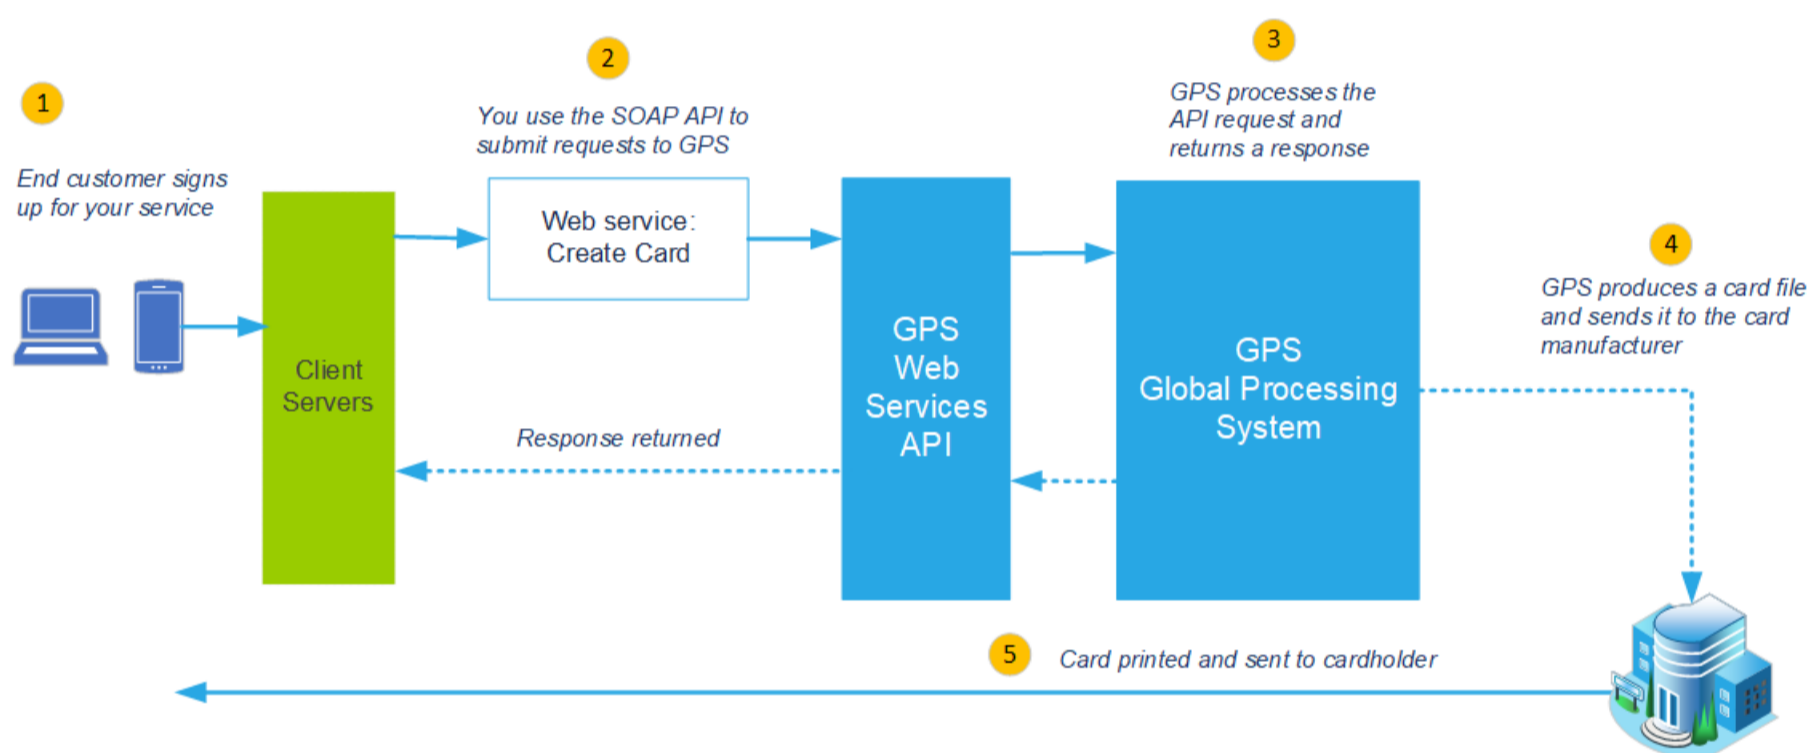 1
End customer signs
up for your service
2
You use the SOAP API to
submit requests to GPS
3
GPS processes the
API request and
returns a response
Web service:
Create Card
Client
Servers
GPS
Web
Services
API
GPS
Global Processing
System
4
GPS produces a card file
and sends it to the card
manufacturer
Response returned
5
Card printed and sent to cardholder